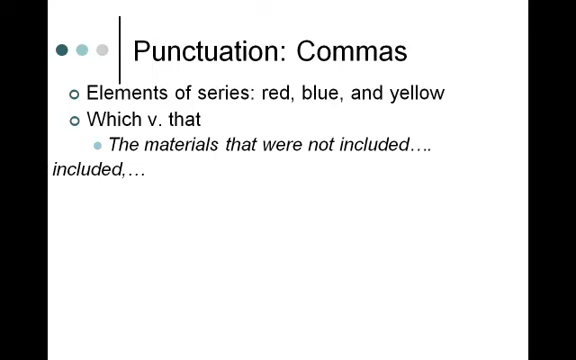 Punctuation: Commas
Elements of series: red, blue, and yellow
Which v. that
The materials that were not included….
included,…